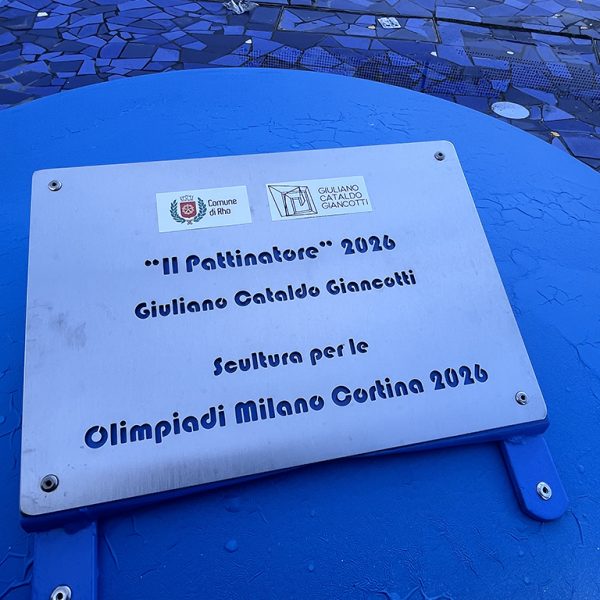 Comune
di Rho
GIULIANO
CATALDO
GIANCOTTI
"Il Pattinatore" 2026
Giuliano Cataldo Giancotti
Scultura per le
Olimpiadi Milano Cortina 2026